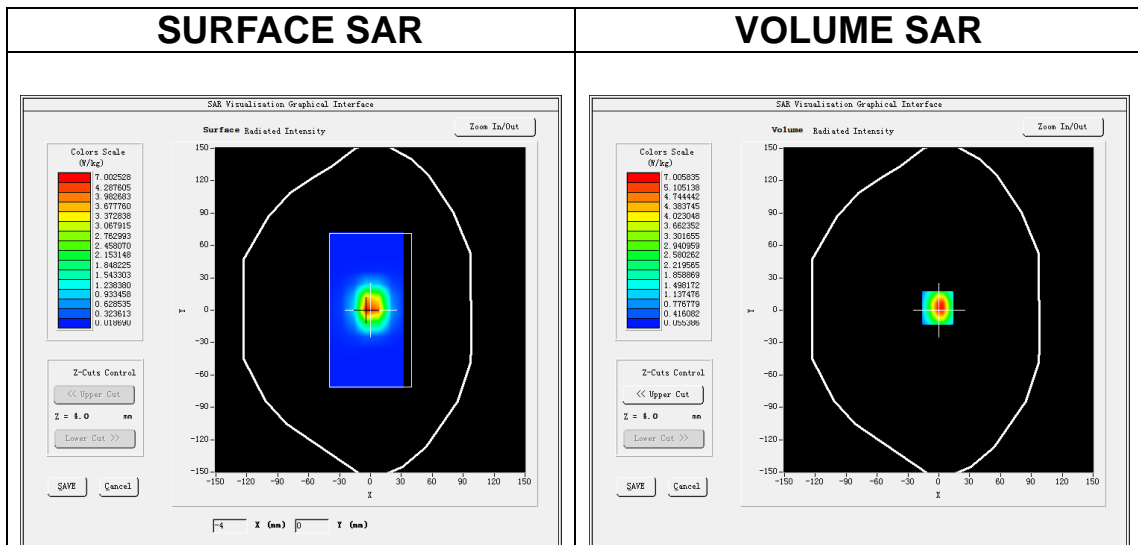 SURFACE SAR
VOLUME SAR
SAR Visualisation Graphical Interface
Surface Radiated Intensity
Zoom In/Out
Colors Scale
(W/kg)
7.002528
4.287605
3.982683
3.677760
3.372838
3.067915
2.762993
2.458070
2.153148
1.848225
1.543303
1.238380
0.933458
0.628535
0.323613
0.018690
150
120
90
60
30
0
-30
-60
-90
-120
-150
Y
-150 -120 -90 -60 -30 0 30 60 90 120 150
X
Z-Cuts Control
<< Upper Cut
Z = 4.0 mm
Lower Cut >>
SAVE Cancel
-4 X (mm) 0 Y (mm)
SAR Visualisation Graphical Interface
Volume Radiated Intensity
Zoom In/Out
Colors Scale
(W/kg)
7.005835
5.105138
4.744442
4.383745
4.023048
3.662352
3.301655
2.940959
2.580262
2.219565
1.858869
1.498172
1.137476
0.776779
0.416082
0.055386
150
120
90
60
30
0
-30
-60
-90
-120
-150
Y
-150 -120 -90 -60 -30 0 30 60 90 120 150
X
Z-Cuts Control
<< Upper Cut
Z = 4.0 mm
Lower Cut >>
SAVE Cancel